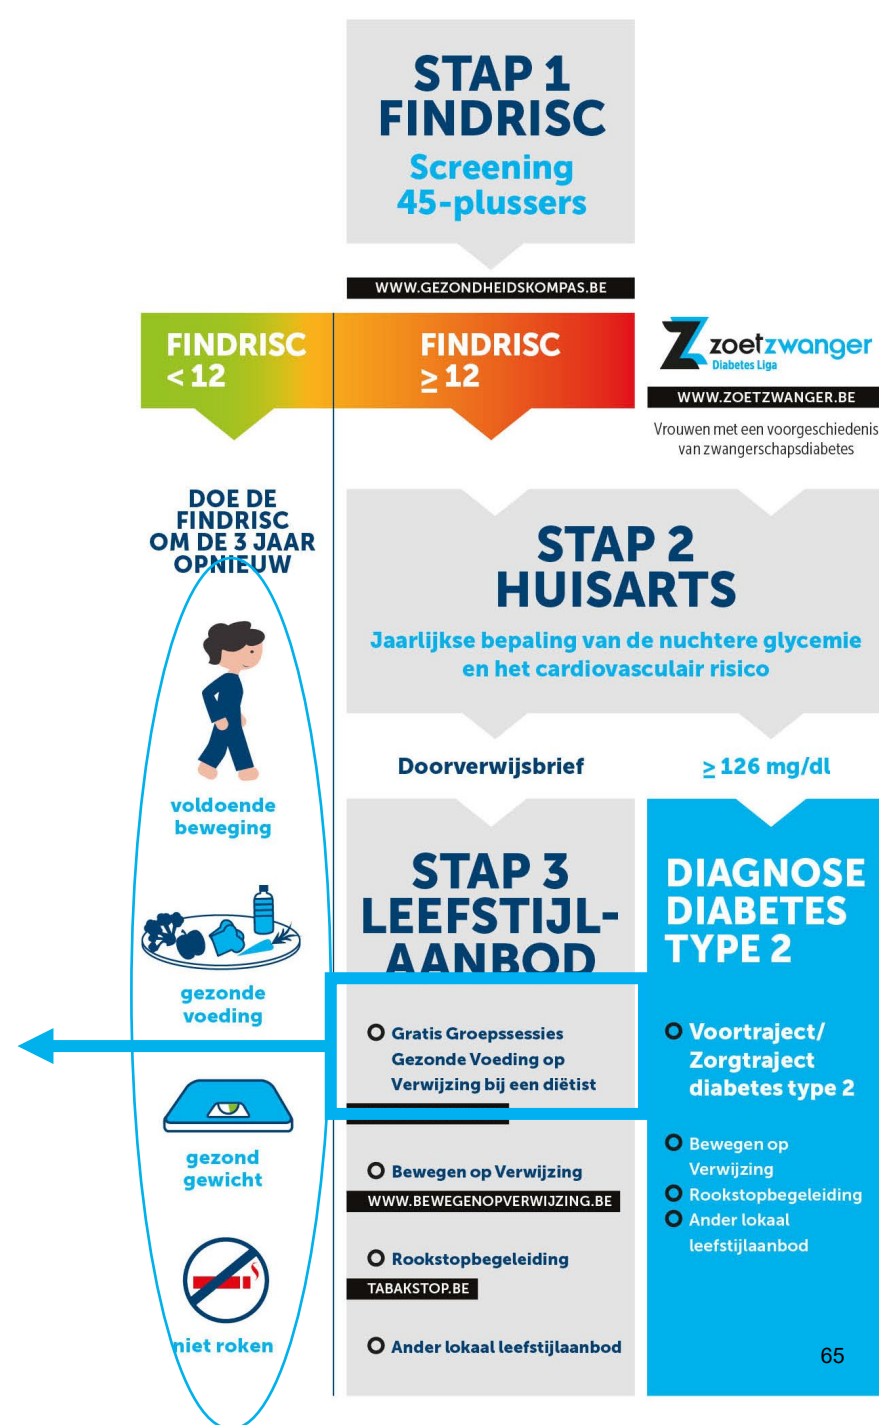 STAP 1
FINDRISC
Screening
45-plussers
WWW.GEZONDHEIDSKOMPAS.BE
FINDRISC
< 12
FINDRISC
≥ 12
zoetzwanger
Diabetes Liga
WWW.ZOETZWANGER.BE
Vrouwen met een voorgeschiedenis
van zwangerschapsdiabetes
DOE DE
FINDRISC
OM DE 3 JAAR
OPNIEUW
voldoende
beweging
gezonde
voeding
gezond
gewicht
niet roken
STAP 2
HUISARTS
Jaarlijkse bepaling van de nuchtere glycemie
en het cardiovasculair risico
Doorverwijsbrief
≥ 126 mg/dl
STAP 3
LEEFSTIJL-
AANBOD
Gratis Groepssessies
Gezonde Voeding op
Verwijzing bij een diëtist
Bewegen op Verwijzing
WWW.BEWEGENOPVERWIJZING.BE
Rookstopbegeleiding
TABAKSTOP.BE
Ander lokaal leefstijlaanbod
DIAGNOSE
DIABETES
TYPE 2
Voortraject/
Zorgtraject
diabetes type 2
Bewegen op
Verwijzing
Rookstopbegeleiding
Ander lokaal
leefstijlaanbod
65